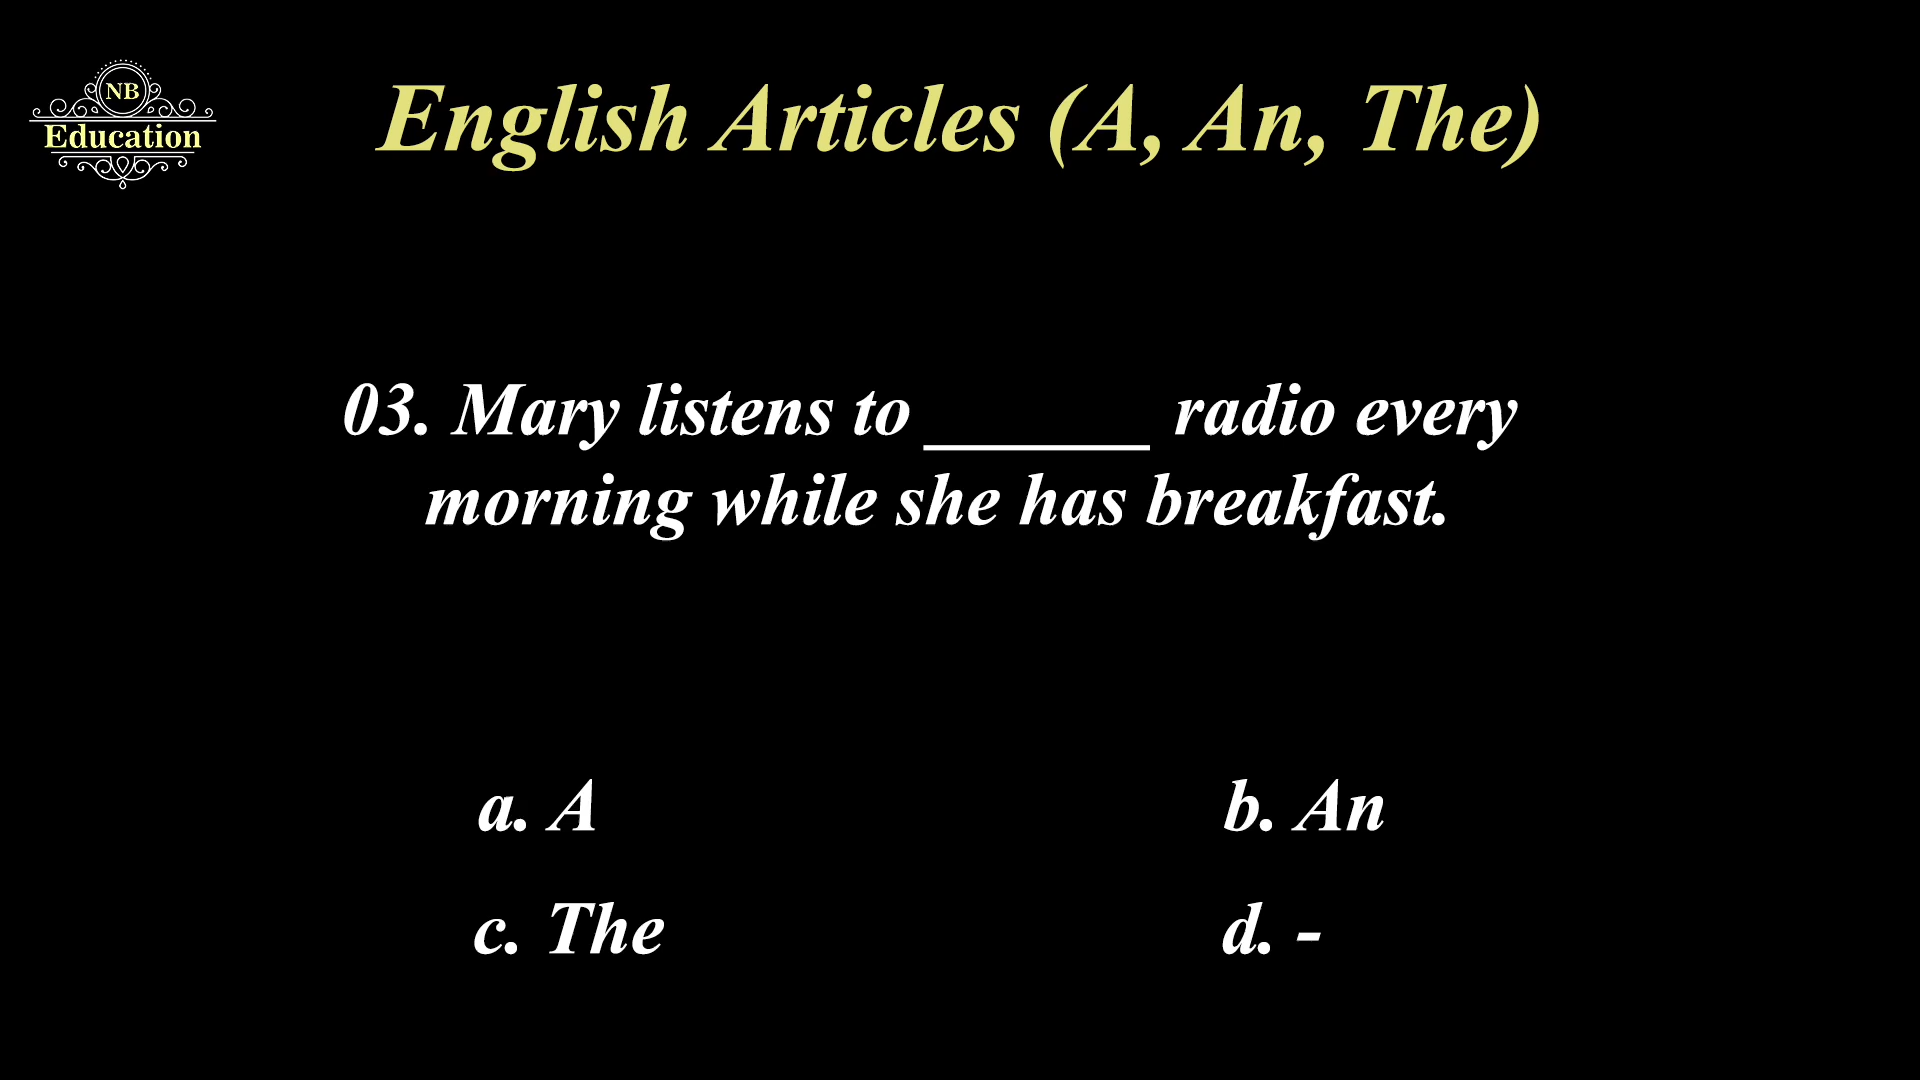 NB
Education
English Articles (A, An, The)
03. Mary listens to ______ radio every
morning while she has breakfast.
a. A
b. An
c. The
d. -